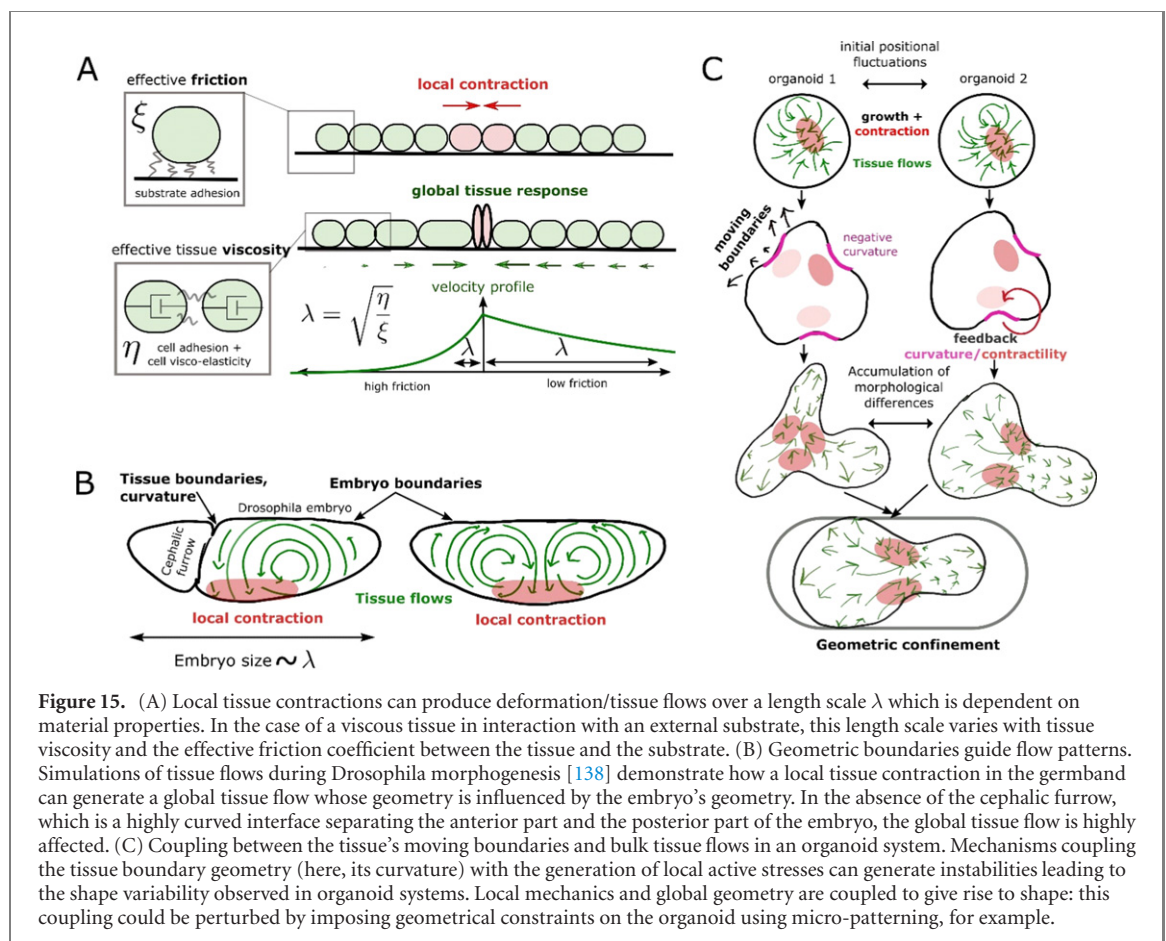 A
effective friction
ξ
substrate adhesion
local contraction
global tissue response
effective tissue viscosity
η
cell adhesion +
cell visco-elasticity
velocity profile
λ = √η/ξ
λ
λ
high friction
low friction
B
Tissue boundaries,
curvature
Embryo boundaries
Drosophila embryo
Cephalic
furrow
Tissue flows
local contraction
local contraction
Embryo size ~ λ
C
initial positional
fluctuations
organoid 1
organoid 2
growth +
contraction
Tissue flows
moving
boundaries
negative
curvature
feedback
curvature/contractility
Accumulation of
morphological
differences
Geometric confinement
Figure 15. (A) Local tissue contractions can produce deformation/tissue flows over a length scale λ which is dependent on
material properties. In the case of a viscous tissue in interaction with an external substrate, this length scale varies with tissue
viscosity and the effective friction coefficient between the tissue and the substrate. (B) Geometric boundaries guide flow patterns.
Simulations of tissue flows during Drosophila morphogenesis [138] demonstrate how a local tissue contraction in the germband
can generate a global tissue flow whose geometry is influenced by the embryo's geometry. In the absence of the cephalic furrow,
which is a highly curved interface separating the anterior part and the posterior part of the embryo, the global tissue flow is highly
affected. (C) Coupling between the tissue's moving boundaries and bulk tissue flows in an organoid system. Mechanisms coupling
the tissue boundary geometry (here, its curvature) with the generation of local active stresses can generate instabilities leading to
the shape variability observed in organoid systems. Local mechanics and global geometry are coupled to give rise to shape: this
coupling could be perturbed by imposing geometrical constraints on the organoid using micro-patterning, for example.